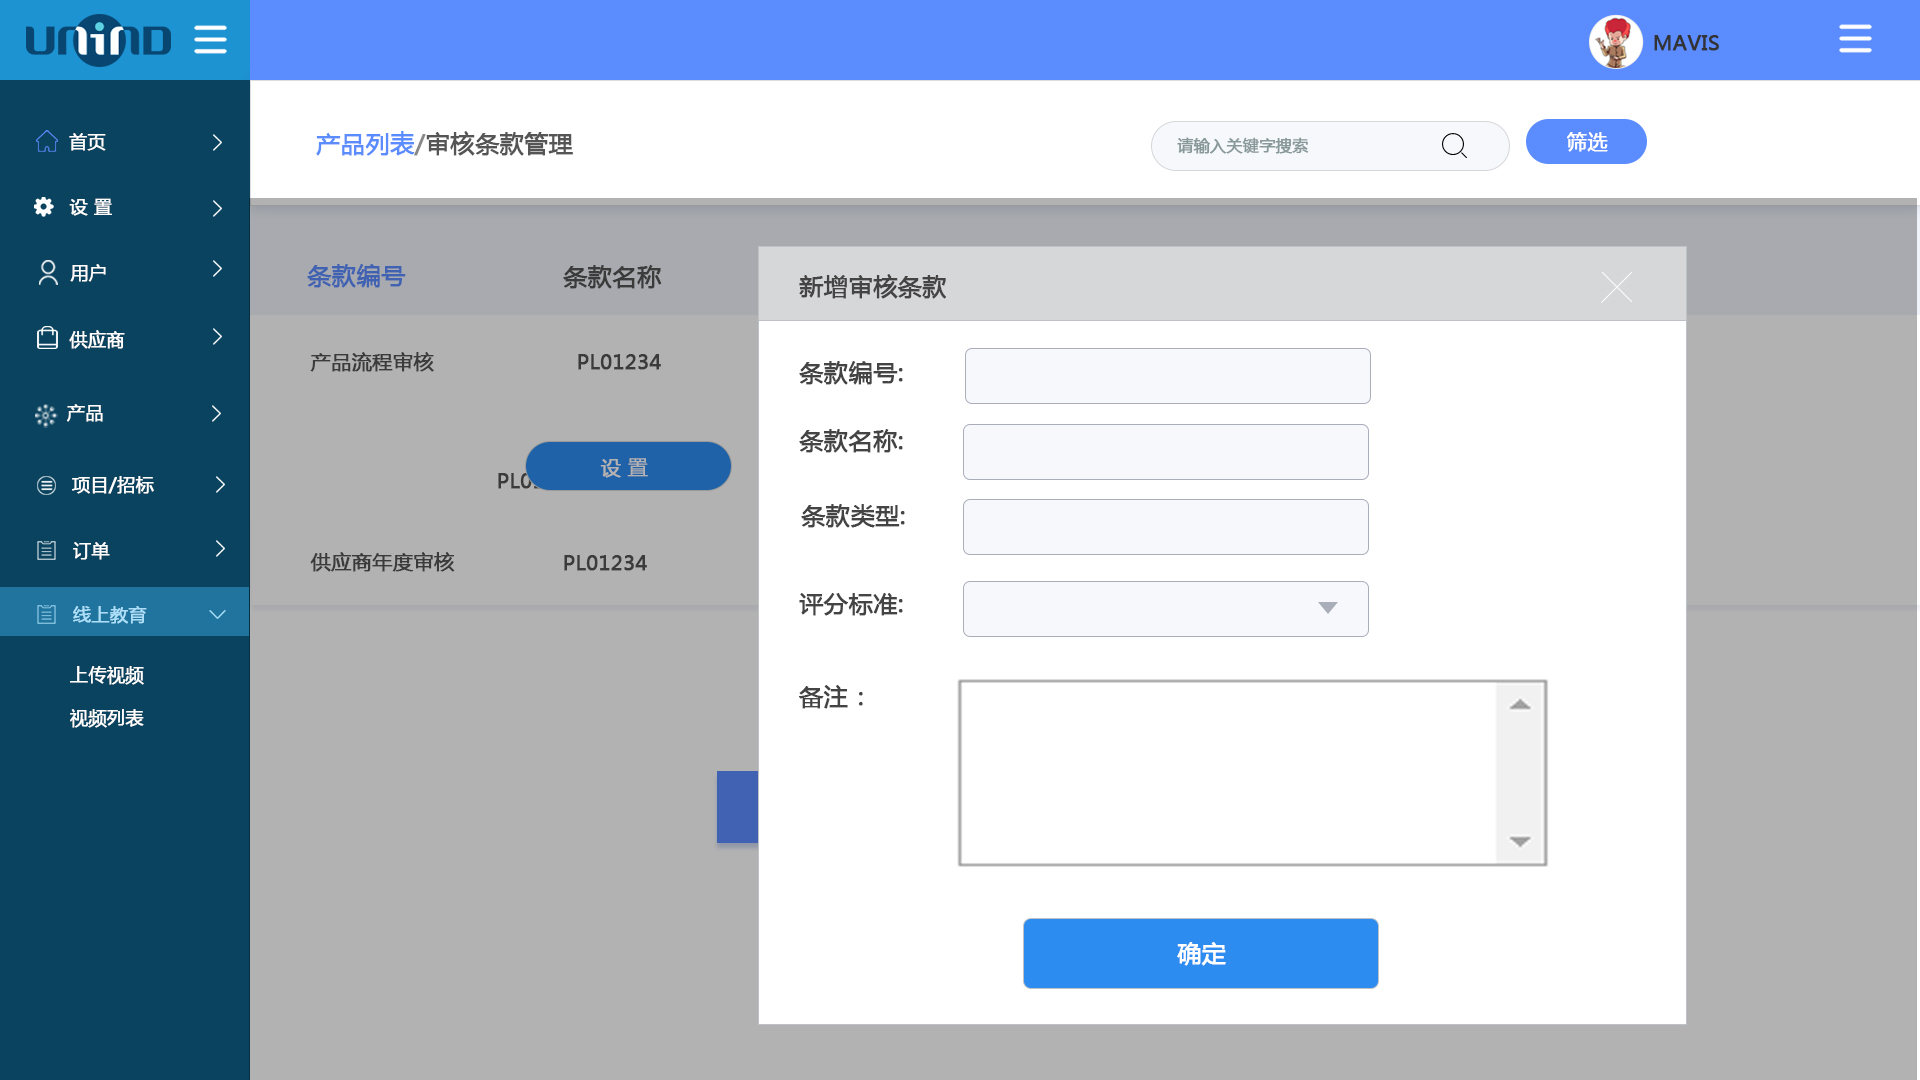 UNIND
MAVIS
首页
设 置
用户
供应商
产品
项目/招标
订单
线上教育
上传视频
视频列表
产品列表/审核条款管理
请输入关键字搜索
筛选
条款编号
条款名称
产品流程审核
PL01234
PL0
设 置
供应商年度审核
PL01234
新增审核条款
条款编号:
条款名称:
条款类型:
评分标准:
备注：
确定